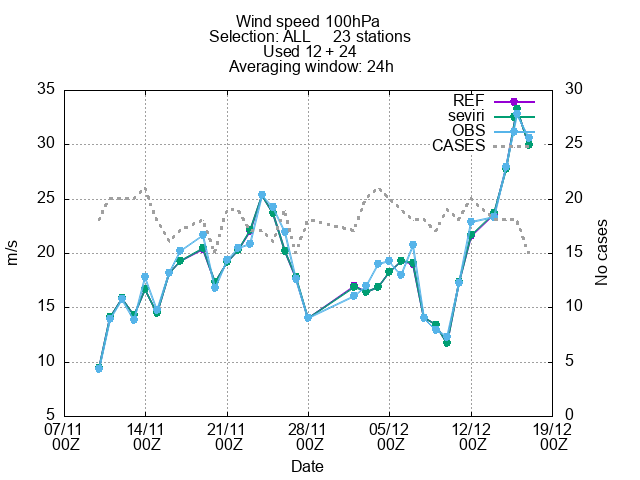 Wind speed 100hPa
Selection: ALL     23 stations
Used 12 + 24
Averaging window: 24h
35 30
REF
seviri
OBS
CASES
30 25
25 20
20 15
15 10
10 5
5 0
m/s
No cases
07/11 14/11 21/11 28/11 05/12 12/12 19/12
00Z 00Z 00Z 00Z 00Z 00Z 00Z
Date